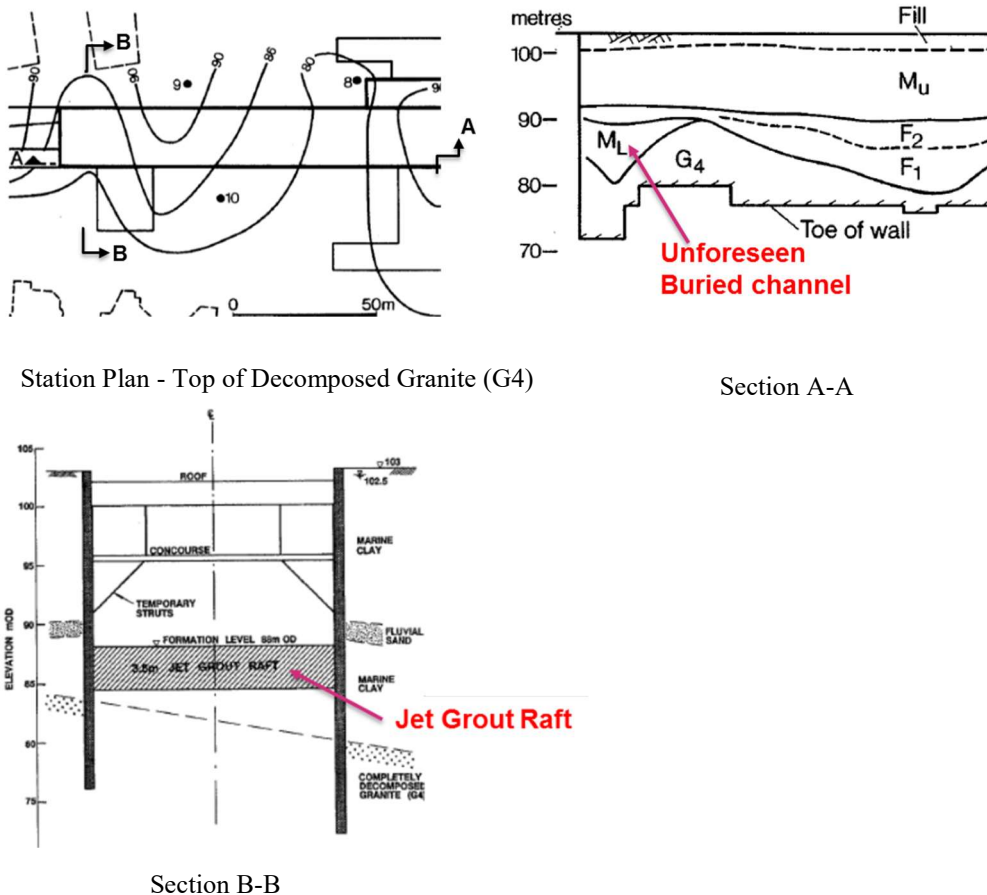 B
90
9
90
85
80
8
90
A
A
10
B
0
50m
Station Plan - Top of Decomposed Granite (G4)
metres
Fill
100
Mu
90
ML
G4
F2
F1
80
Toe of wall
70
Unforeseen
Buried channel
Section A-A
105
103
102.5
ROOF
100
MARINE
CLAY
CONCOURSE
95
TEMPORARY
STRUTS
90
FLUVIAL
SAND
FORMATION LEVEL 88m OD
3.5m JET GROUT RAFT
MARINE
CLAY
85
Jet Grout Raft
80
COMPLETELY
DECOMPOSED
GRANITE (G4
75
ELEVATION mOD
Section B-B